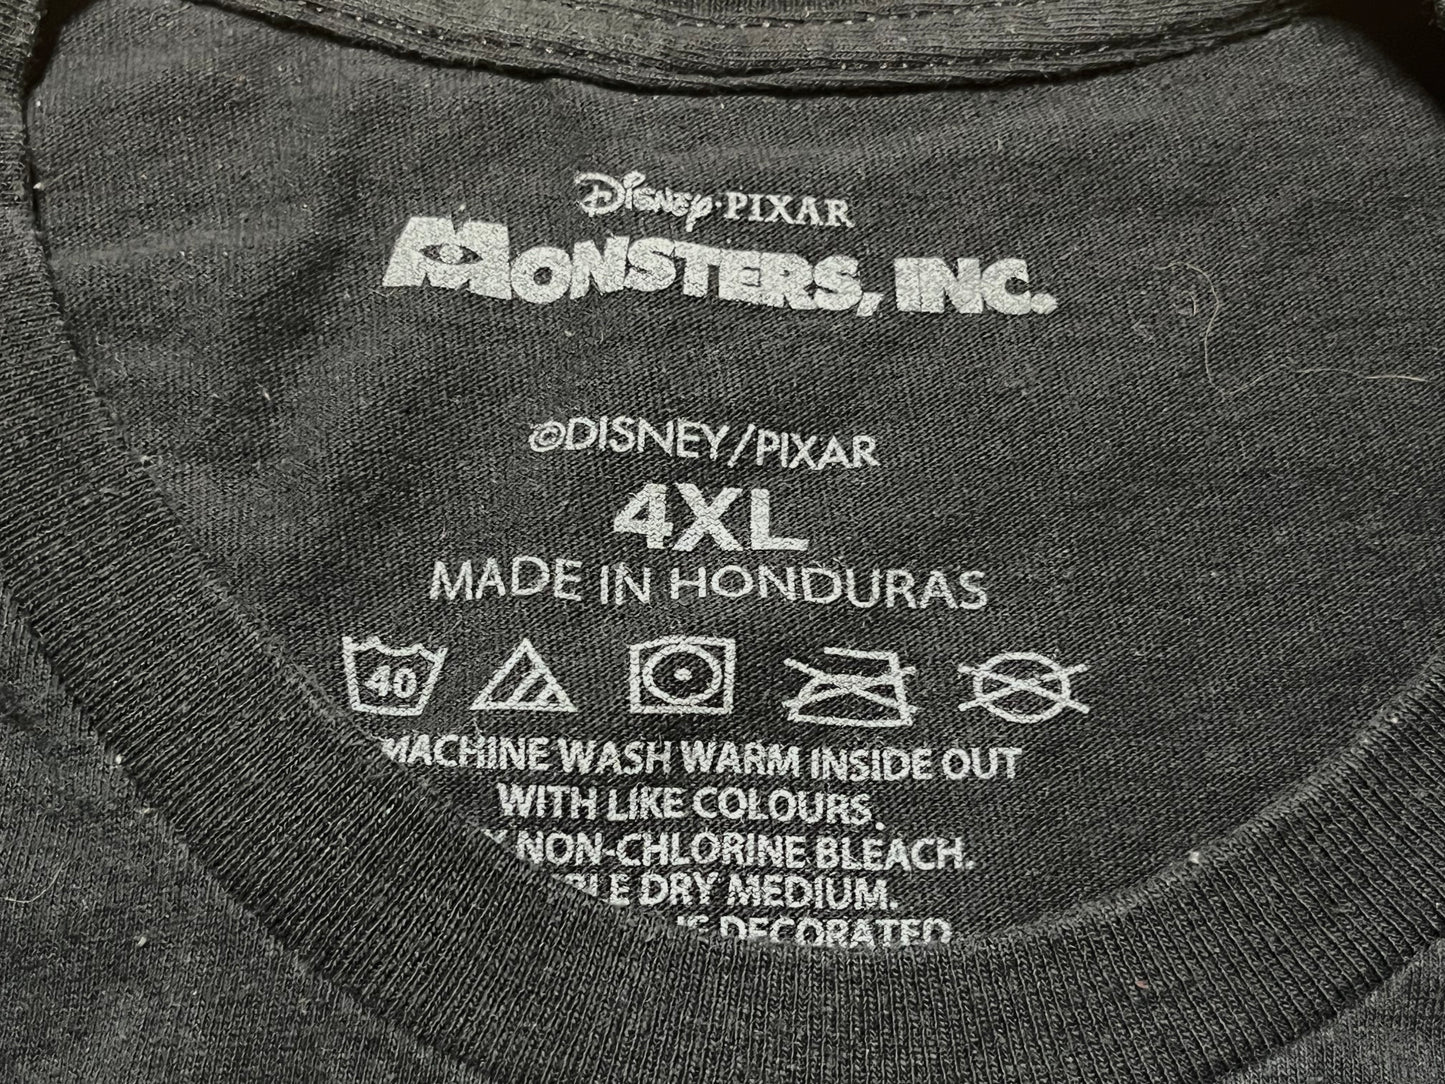 Disney·PIXAR
MONSTERS, INC.
©DISNEY/PIXAR
4XL
MADE IN HONDURAS
40
MACHINE WASH WARM INSIDE OUT
WITH LIKE COLOURS.
NON-CHLORINE BLEACH.
DRY MEDIUM.
DECORATED